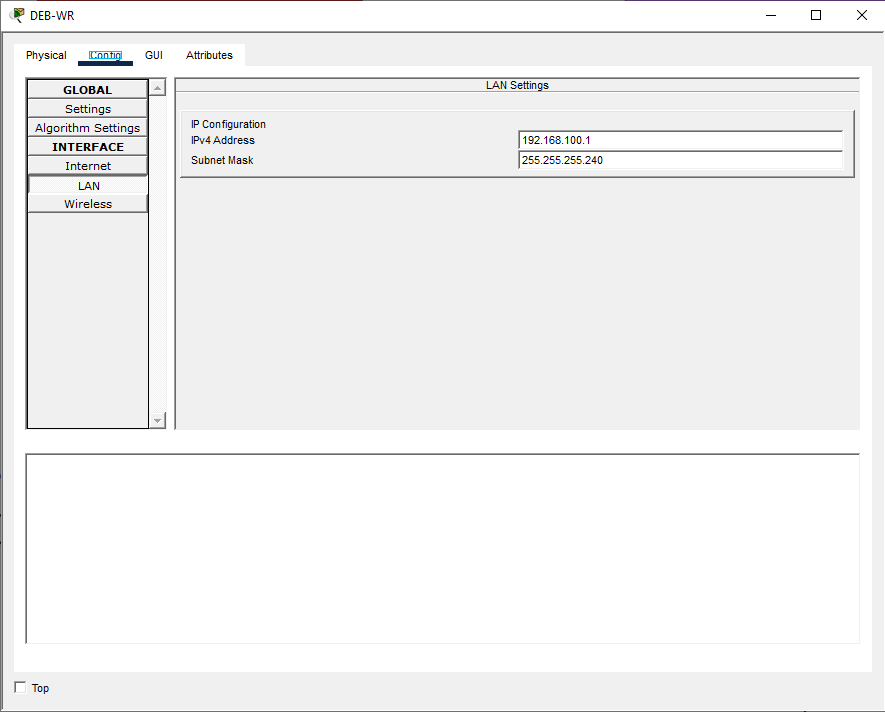 DEB-WR
Physical Config GUI Attributes
GLOBAL
Settings
Algorithm Settings
INTERFACE
Internet
LAN
Wireless
LAN Settings
IP Configuration
IPv4 Address 192.168.100.1
Subnet Mask 255.255.255.240
Top